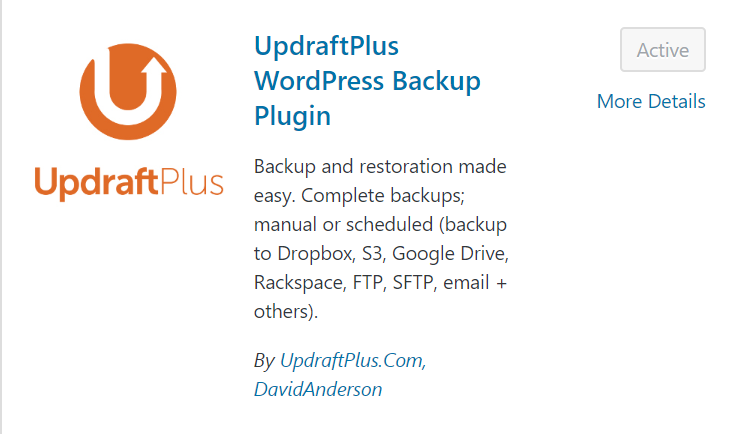 UpdraftPlus
UpdraftPlus
WordPress Backup
Plugin
Active
More Details
Backup and restoration made
easy. Complete backups;
manual or scheduled (backup
to Dropbox, S3, Google Drive,
Rackspace, FTP, SFTP, email +
others).
By UpdraftPlus.Com,
DavidAnderson